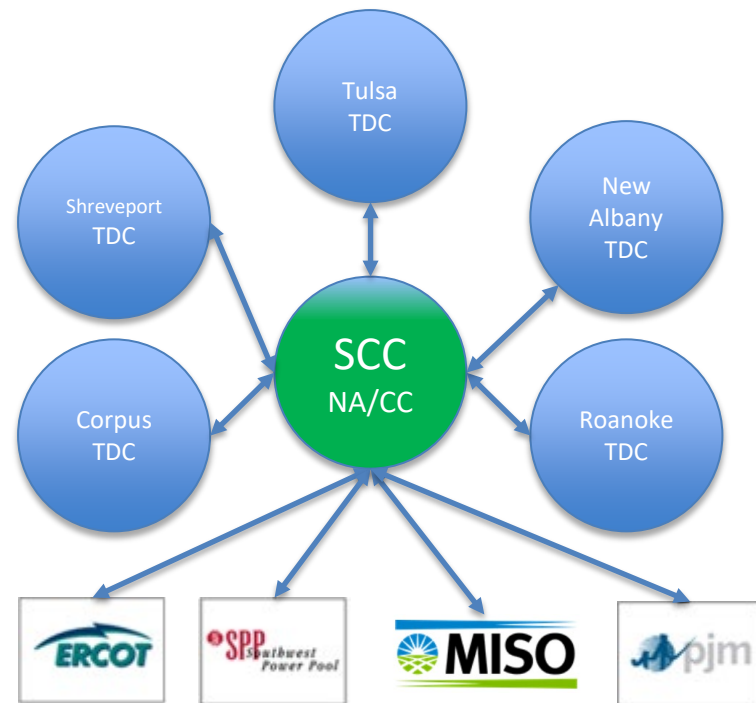 Tulsa
TDC
Shreveport
TDC
New
Albany
TDC
SCC
NA/CC
Corpus
TDC
Roanoke
TDC
ERCOT
SPP
Southwest
Power Pool
MISO
pjm